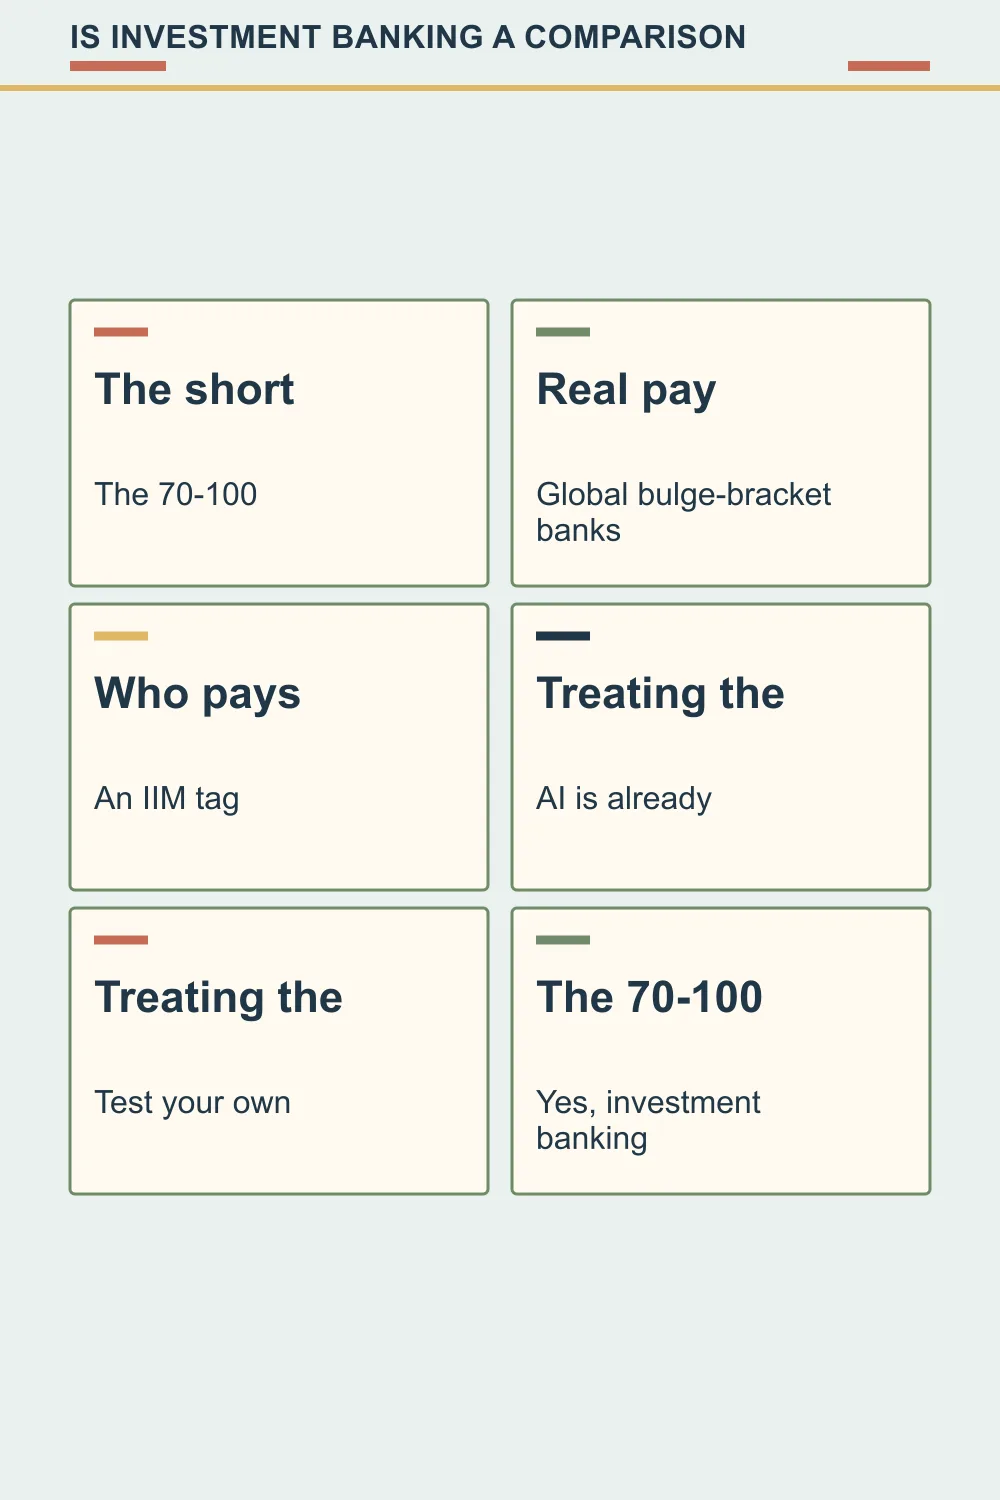 IS INVESTMENT BANKING A COMPARISON
The short
The 70-100
Real pay
Global bulge-bracket
banks
Who pays
An IIM tag
Treating the
AI is already
Treating the
Test your own
The 70-100
Yes, investment
banking